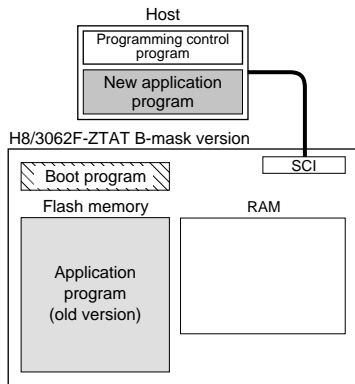 Host
Programming control
program
New application
program
H8/3062F-ZTAT B-mask version
SCI
Boot program
Flash memory
RAM
Application
program
(old version)